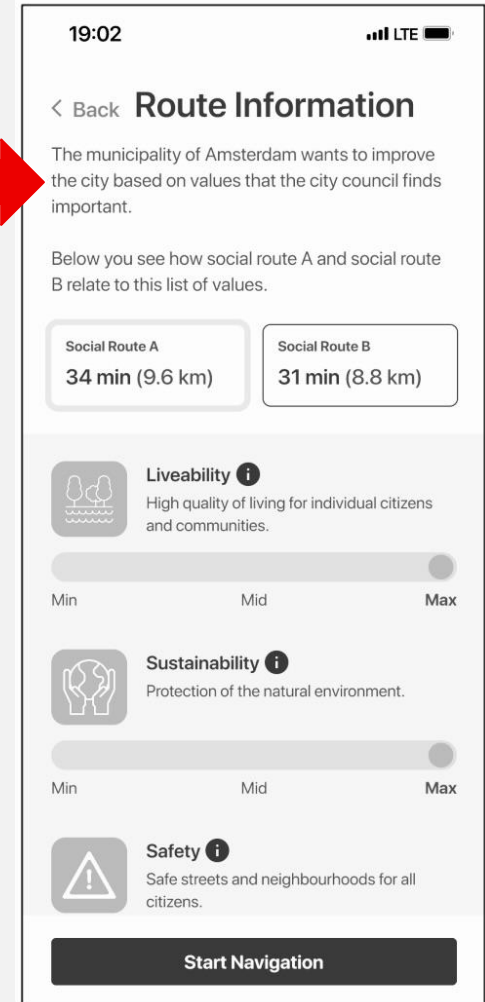 19:02 LTE
< Back Route Information
The municipality of Amsterdam wants to improve
the city based on values that the city council finds
important.
Below you see how social route A and social route
B relate to this list of values.
Social Route A
34 min (9.6 km)
Social Route B
31 min (8.8 km)
Liveability i
High quality of living for individual citizens
and communities.
Min Mid Max
Sustainability i
Protection of the natural environment.
Min Mid Max
Safety i
Safe streets and neighbourhoods for all
citizens.
Start Navigation